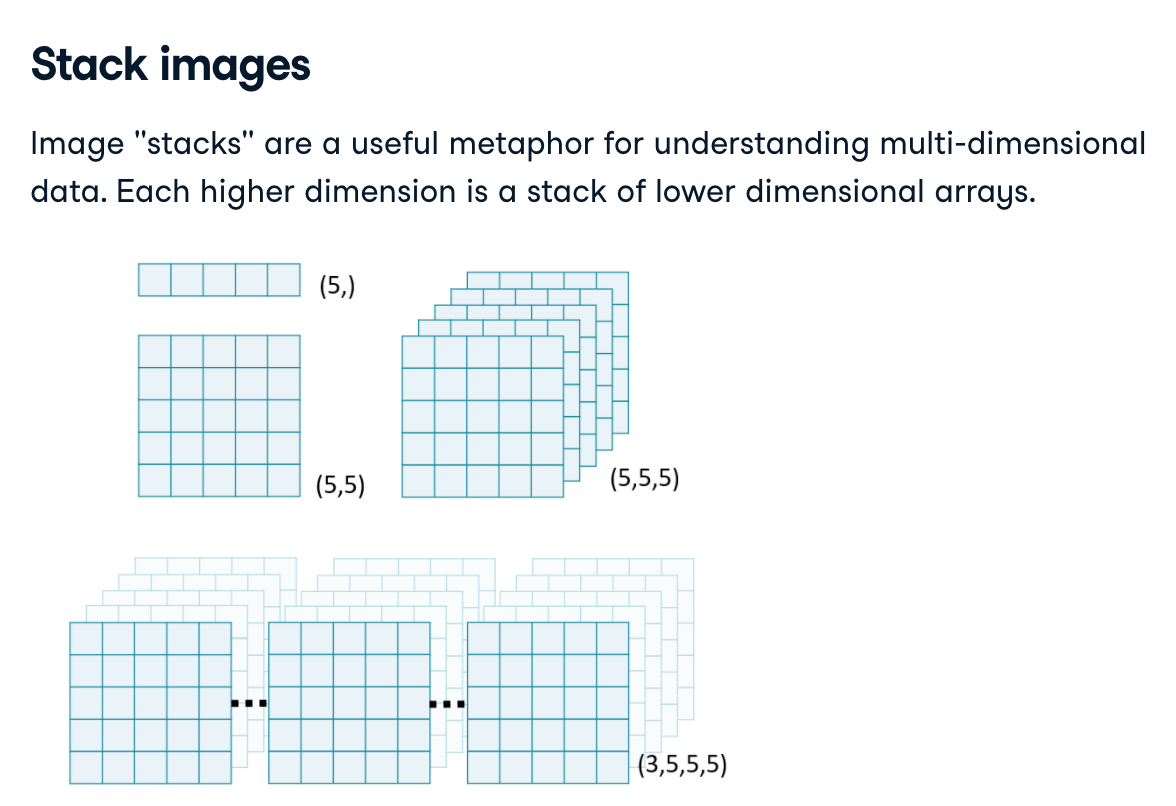 Stack images
Image "stacks" are a useful metaphor for understanding multi-dimensional
data. Each higher dimension is a stack of lower dimensional arrays.
(5,)
(5,5)
(5,5,5)
(3,5,5,5)